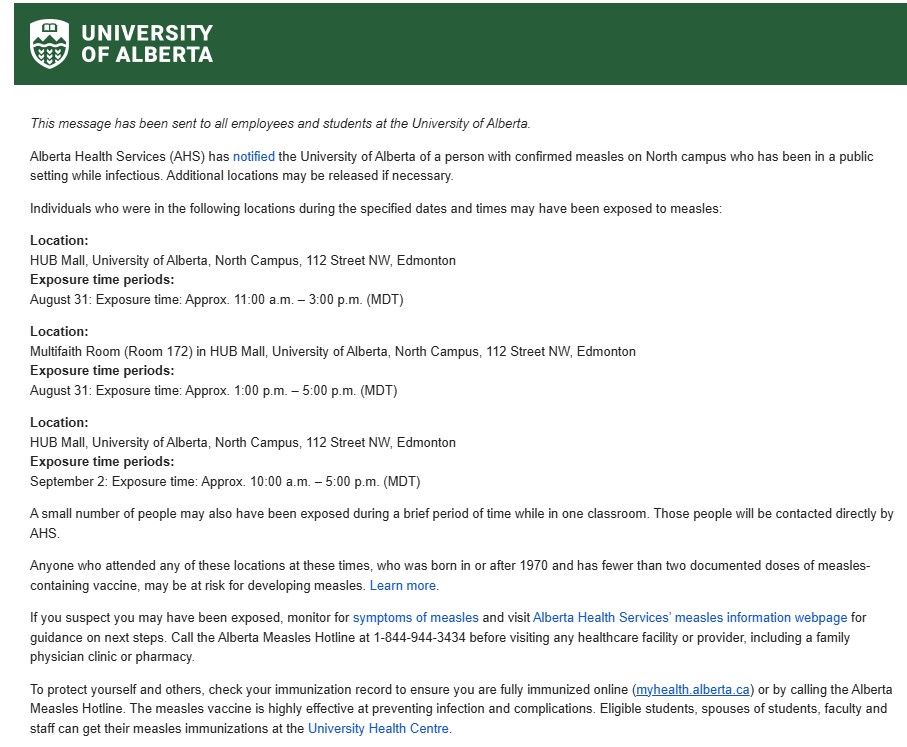 UNIVERSITY
OF ALBERTA
This message has been sent to all employees and students at the University of Alberta.
Alberta Health Services (AHS) has notified the University of Alberta of a person with confirmed measles on North campus who has been in a public
setting while infectious. Additional locations may be released if necessary.
Individuals who were in the following locations during the specified dates and times may have been exposed to measles:
Location:
HUB Mall, University of Alberta, North Campus, 112 Street NW, Edmonton
Exposure time periods:
August 31: Exposure time: Approx. 11:00 a.m. – 3:00 p.m. (MDT)
Location:
Multifaith Room (Room 172) in HUB Mall, University of Alberta, North Campus, 112 Street NW, Edmonton
Exposure time periods:
August 31: Exposure time: Approx. 1:00 p.m. – 5:00 p.m. (MDT)
Location:
HUB Mall, University of Alberta, North Campus, 112 Street NW, Edmonton
Exposure time periods:
September 2: Exposure time: Approx. 10:00 a.m. – 5:00 p.m. (MDT)
A small number of people may also have been exposed during a brief period of time while in one classroom. Those people will be contacted directly by
AHS.
Anyone who attended any of these locations at these times, who was born in or after 1970 and has fewer than two documented doses of measles-
containing vaccine, may be at risk for developing measles. Learn more.
If you suspect you may have been exposed, monitor for symptoms of measles and visit Alberta Health Services' measles information webpage for
guidance on next steps. Call the Alberta Measles Hotline at 1-844-944-3434 before visiting any healthcare facility or provider, including a family
physician clinic or pharmacy.
To protect yourself and others, check your immunization record to ensure you are fully immunized online (myhealth.alberta.ca) or by calling the Alberta
Measles Hotline. The measles vaccine is highly effective at preventing infection and complications. Eligible students, spouses of students, faculty and
staff can get their measles immunizations at the University Health Centre.